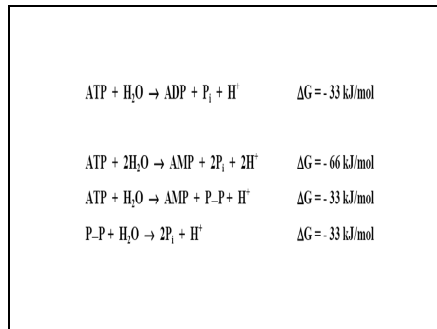 ATP + H₂O → ADP + Pᵢ + H⁺ ΔG = - 33 kJ/mol
ATP + 2H₂O → AMP + 2Pᵢ + 2H⁺ ΔG = - 66 kJ/mol
ATP + H₂O → AMP + P–P + H⁺ ΔG = - 33 kJ/mol
P–P + H₂O → 2Pᵢ + H⁺ ΔG = - 33 kJ/mol